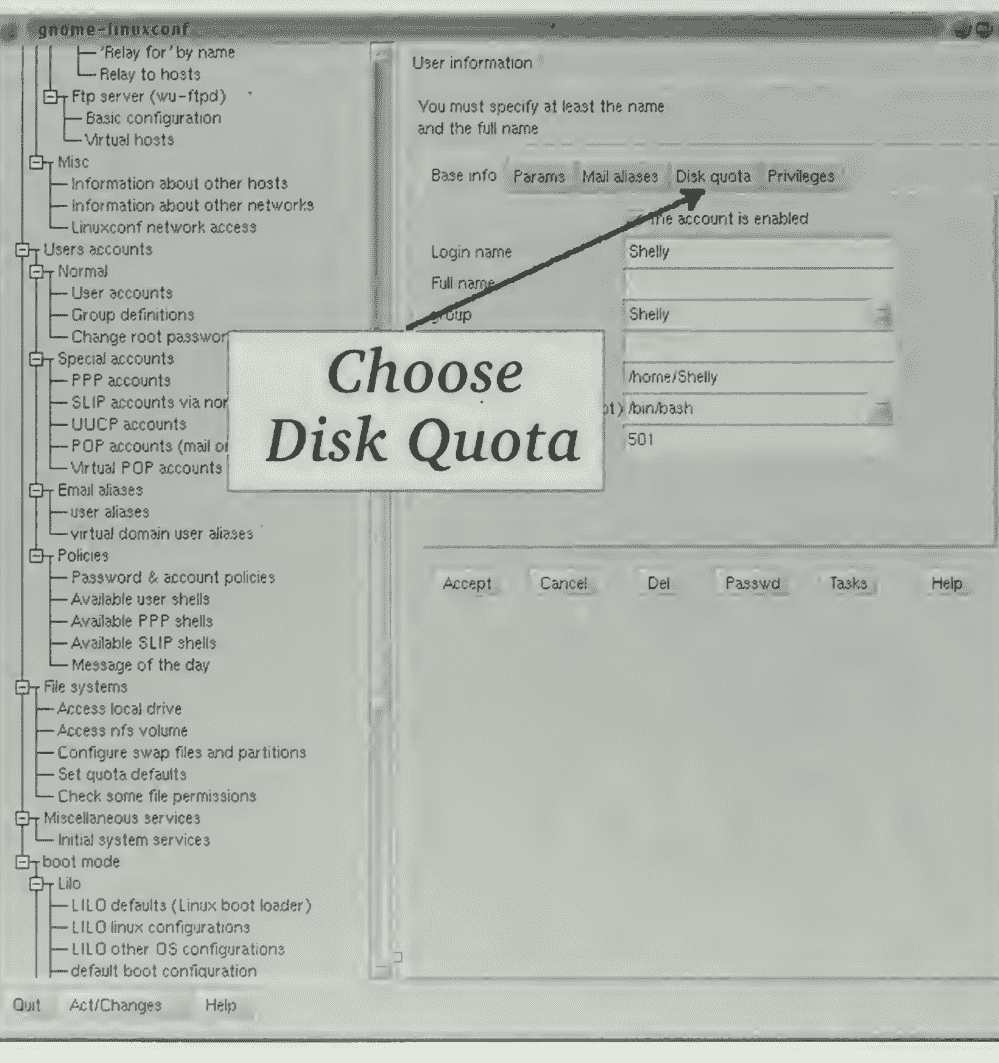 gnome-linuxconf
'Relay for' by name
Relay to hosts
Ftp server (wu-ftpd)
Basic configuration
Virtual hosts
Misc
Information about other hosts
Information about other networks
Linuxconf network access
Users accounts
Normal
User accounts
Group definitions
Change root passwor
Special accounts
PPP accounts
SLIP accounts via nor
UUCP accounts
POP accounts (mail on
Virtual POP accounts
Email aliases
user aliases
virtual domain user aliases
Policies
Password & account policies
Available user shells
Available PPP shells
Available SLIP shells
Message of the day
File systems
Access local drive
Access nfs volume
Configure swap files and partitions
Set quota defaults
Check some file permissions
Miscellaneous services
Initial system services
boot mode
Lilo
LILO defaults (Linux boot loader)
LILO linux configurations
LILO other OS configurations
default boot configuration
Quit Act/Changes Help
User information
You must specify at least the name
and the full name
Base info Params Mail aliases Disk quota Privileges
The account is enabled
Login name Shelly
Full name
group Shelly
/home/Shelly
pt) /bin/bash
501
Choose
Disk Quota
Accept Cancel Del Passwd Tasks Help